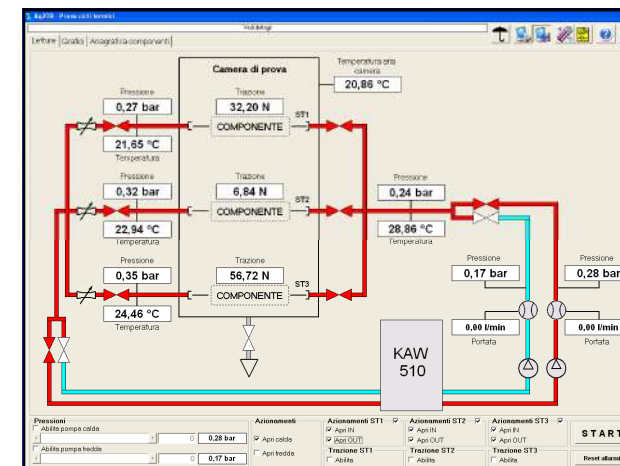 Letture Grafici Anagrafica componenti
Camera di prova
Temperatura aria
camera
20,86 °C
Pressione
0,27 bar
21,65 °C
Temperatura
Trazione
32,20 N
COMPONENTE
ST1
Pressione
0,32 bar
22,94 °C
Temperatura
Trazione
6,84 N
COMPONENTE
ST2
Pressione
0,24 bar
28,86 °C
Temperatura
Pressione
0,35 bar
24,46 °C
Temperatura
Trazione
56,72 N
COMPONENTE
ST3
Pressione
0,17 bar
Pressione
0,28 bar
0,00 l/min
Portata
0,00 l/min
Portata
KAW
510
Pressioni
Abilita pompa calda
0 0,28 bar
Abilita pompa fredda
0 0,17 bar
Azionamenti
Apri calda
Apri fredda
Azionamenti ST1
Apri IN
Apri OUT
Trazione ST1
Abilita
Azionamenti ST2
Apri IN
Apri OUT
Trazione ST2
Abilita
Azionamenti ST3
Apri IN
Apri OUT
Trazione ST3
Abilita
START
Reset allarmi